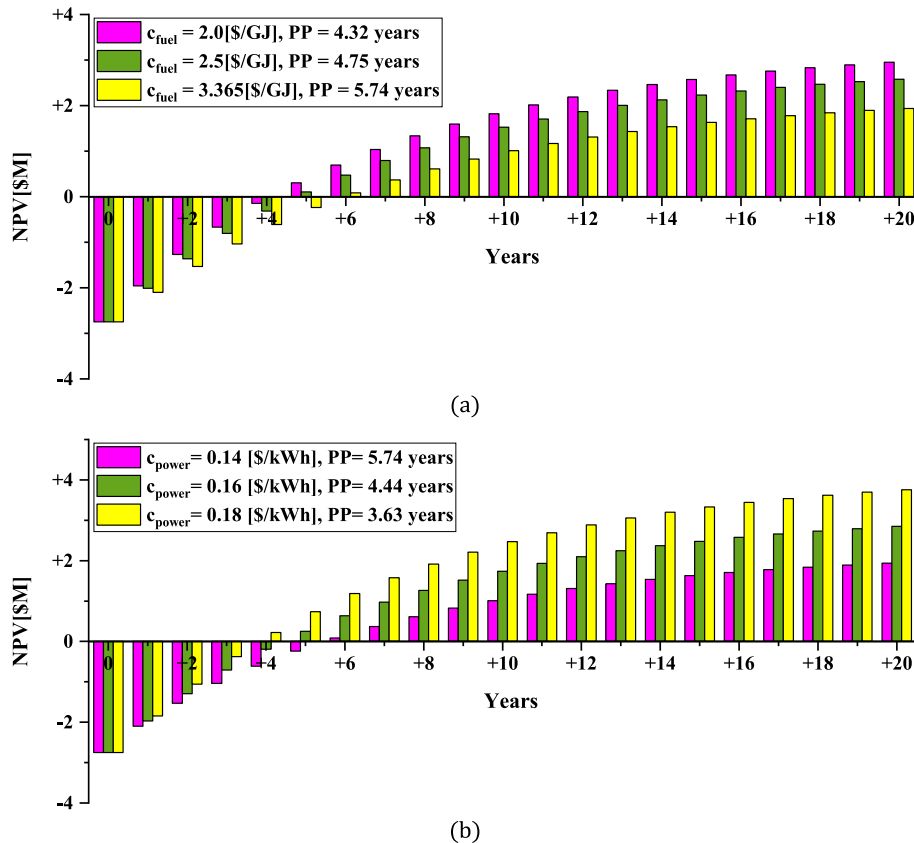 +4
c_fuel = 2.0[$/GJ], PP = 4.32 years
c_fuel = 2.5[$/GJ], PP = 4.75 years
c_fuel = 3.365[$/GJ], PP = 5.74 years
+2
NPV[$M]
0
0 +2 +4 +6 +8 +10 +12 +14 +16 +18 +20
Years
-2
-4
(a)
c_power= 0.14 [$/kWh], PP= 5.74 years
c_power= 0.16 [$/kWh], PP= 4.44 years
c_power= 0.18 [$/kWh], PP= 3.63 years
+4
+2
NPV[$M]
0
0 +2 +4 +6 +8 +10 +12 +14 +16 +18 +20
Years
-2
-4
(b)